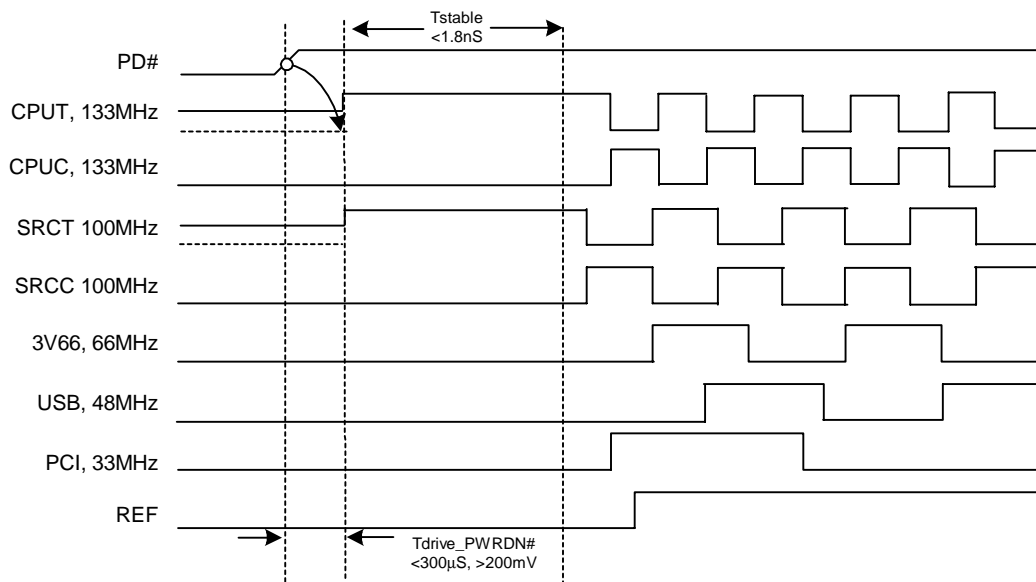 Tstable
<1.8nS
PD#
CPUT, 133MHz
CPUC, 133MHz
SRCT 100MHz
SRCC 100MHz
3V66, 66MHz
USB, 48MHz
PCI, 33MHz
REF
Tdrive_PWRDN#
<300µS, >200mV